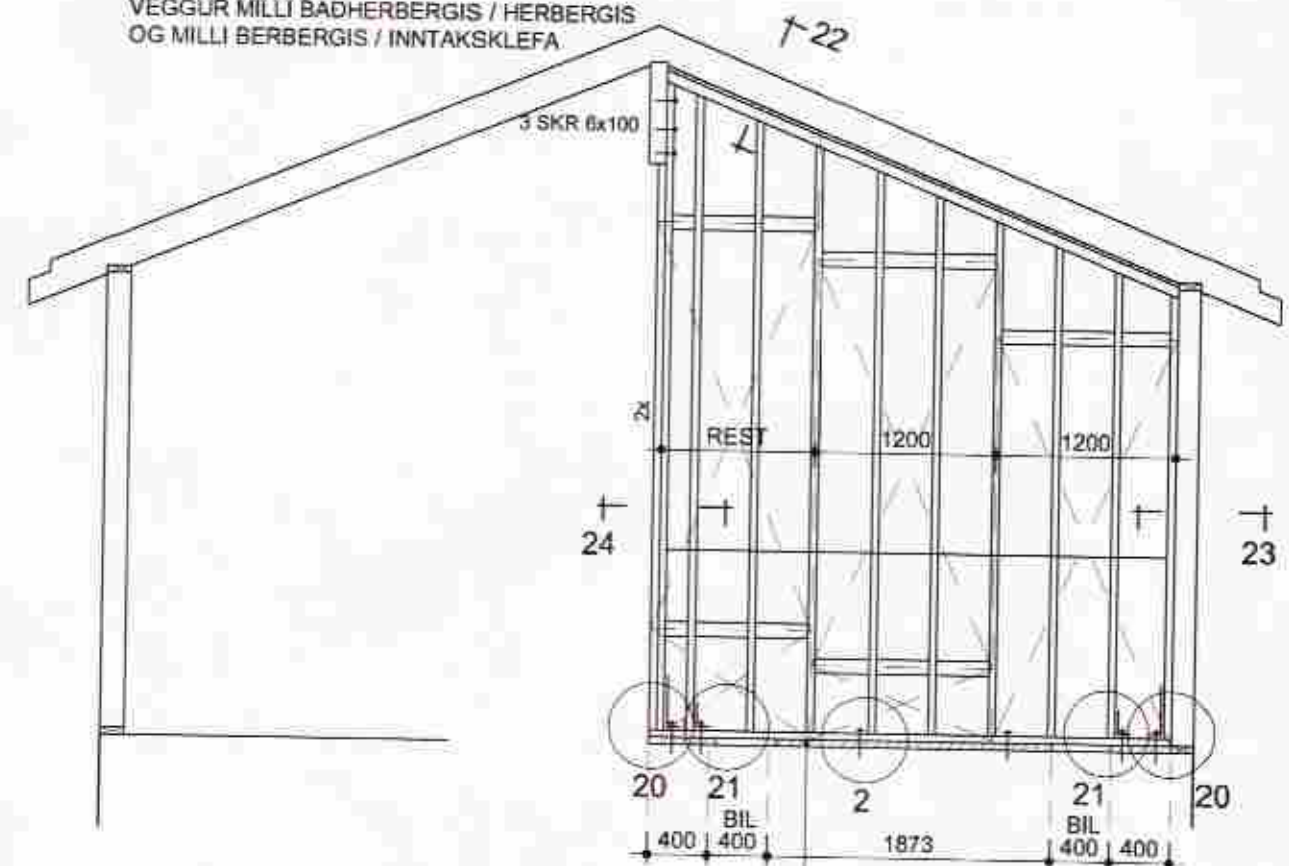 VEGGUR MILLI BAÐHERBERGIS / HERBERGIS
OG MILLI BERBERGIS / INNTAKSKLEFA
22
3 SKR 6x100
L
2x
REST 1200 1200
24 23
20 21 2 21 20
BIL BIL
400 400 1873 400 400